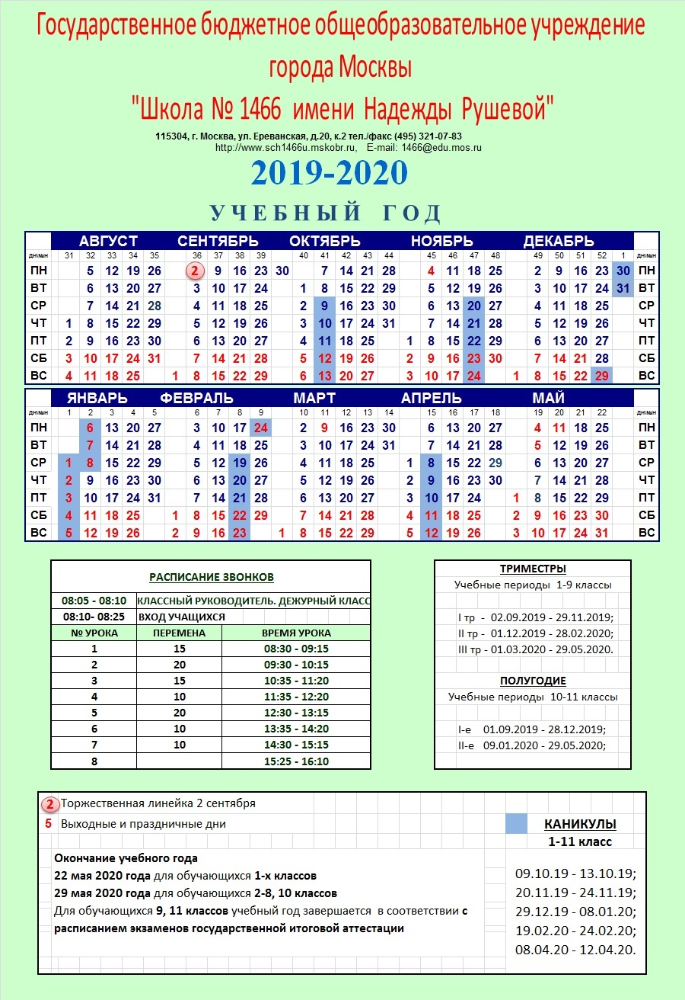 Государственное бюджетное общеобразовательное учреждение
города Москвы
"Школа № 1466 имени Надежды Рушевой"
115304, г. Москва, ул. Ереванская, д.20, к.2 тел./факс (495) 321-07-83
http://www.sch1466u.mskobr.ru, E-mail: 1466@edu.mos.ru
2019-2020
УЧЕБНЫЙ ГОД
АВГУСТ СЕНТЯБРЬ ОКТЯБРЬ НОЯБРЬ ДЕКАБРЬ
ДН\№Н 31 32 33 34 35 36 37 38 39 40 41 42 43 44 45 46 47 48 49 50 51 52 1 ДН\№Н
ПН 5 12 19 26 2 9 16 23 30 7 14 21 28 4 11 18 25 2 9 16 23 30 ПН
ВТ 6 13 20 27 3 10 17 24 1 8 15 22 29 5 12 19 26 3 10 17 24 31 ВТ
СР 7 14 21 28 4 11 18 25 2 9 16 23 30 6 13 20 27 4 11 18 25 СР
ЧТ 1 8 15 22 29 5 12 19 26 3 10 17 24 31 7 14 21 28 5 12 19 26 ЧТ
ПТ 2 9 16 23 30 6 13 20 27 4 11 18 25 1 8 15 22 29 6 13 20 27 ПТ
СБ 3 10 17 24 31 7 14 21 28 5 12 19 26 2 9 16 23 30 7 14 21 28 СБ
ВС 4 11 18 25 1 8 15 22 29 6 13 20 27 3 10 17 24 1 8 15 22 29 ВС
ЯНВАРЬ ФЕВРАЛЬ МАРТ АПРЕЛЬ МАЙ
ДН\№Н 1 2 3 4 5 6 7 8 9 10 11 12 13 14 15 16 17 18 19 20 21 22 ДН\№Н
ПН 6 13 20 27 3 10 17 24 2 9 16 23 30 6 13 20 27 4 11 18 25 ПН
ВТ 7 14 21 28 4 11 18 25 3 10 17 24 31 7 14 21 28 5 12 19 26 ВТ
СР 1 8 15 22 29 5 12 19 26 4 11 18 25 1 8 15 22 29 6 13 20 27 СР
ЧТ 2 9 16 23 30 6 13 20 27 5 12 19 26 2 9 16 23 30 7 14 21 28 ЧТ
ПТ 3 10 17 24 31 7 14 21 28 6 13 20 27 3 10 17 24 1 8 15 22 29 ПТ
СБ 4 11 18 25 1 8 15 22 29 7 14 21 28 4 11 18 25 2 9 16 23 30 СБ
ВС 5 12 19 26 2 9 16 23 1 8 15 22 29 5 12 19 26 3 10 17 24 31 ВС
РАСПИСАНИЕ ЗВОНКОВ
08:05 - 08:10 КЛАССНЫЙ РУКОВОДИТЕЛЬ. ДЕЖУРНЫЙ КЛАСС
08:10- 08:25 ВХОД УЧАЩИХСЯ
№ УРОКА ПЕРЕМЕНА ВРЕМЯ УРОКА
1 15 08:30 - 09:15
2 20 09:30 - 10:15
3 15 10:35 - 11:20
4 10 11:35 - 12:20
5 20 12:30 - 13:15
6 10 13:35 - 14:20
7 10 14:30 - 15:15
8 15:25 - 16:10
ТРИМЕСТРЫ
Учебные периоды 1-9 классы
I тр - 02.09.2019 - 29.11.2019;
II тр - 01.12.2019 - 28.02.2020;
III тр - 01.03.2020 - 29.05.2020.
ПОЛУГОДИЕ
Учебные периоды 10-11 классы
I-е 01.09.2019 - 28.12.2019;
II-е 09.01.2020 - 29.05.2020;
2 Торжественная линейка 2 сентября
5 Выходные и праздничные дни
Окончание учебного года
22 мая 2020 года для обучающихся 1-х классов
29 мая 2020 года для обучающихся 2-8, 10 классов
Для обучающихся 9, 11 классов учебный год завершается в соответствии с
расписанием экзаменов государственной итоговой аттестации
КАНИКУЛЫ
1-11 класс
09.10.19 - 13.10.19;
20.11.19 - 24.11.19;
29.12.19 - 08.01.20;
19.02.20 - 24.02.20;
08.04.20 - 12.04.20.